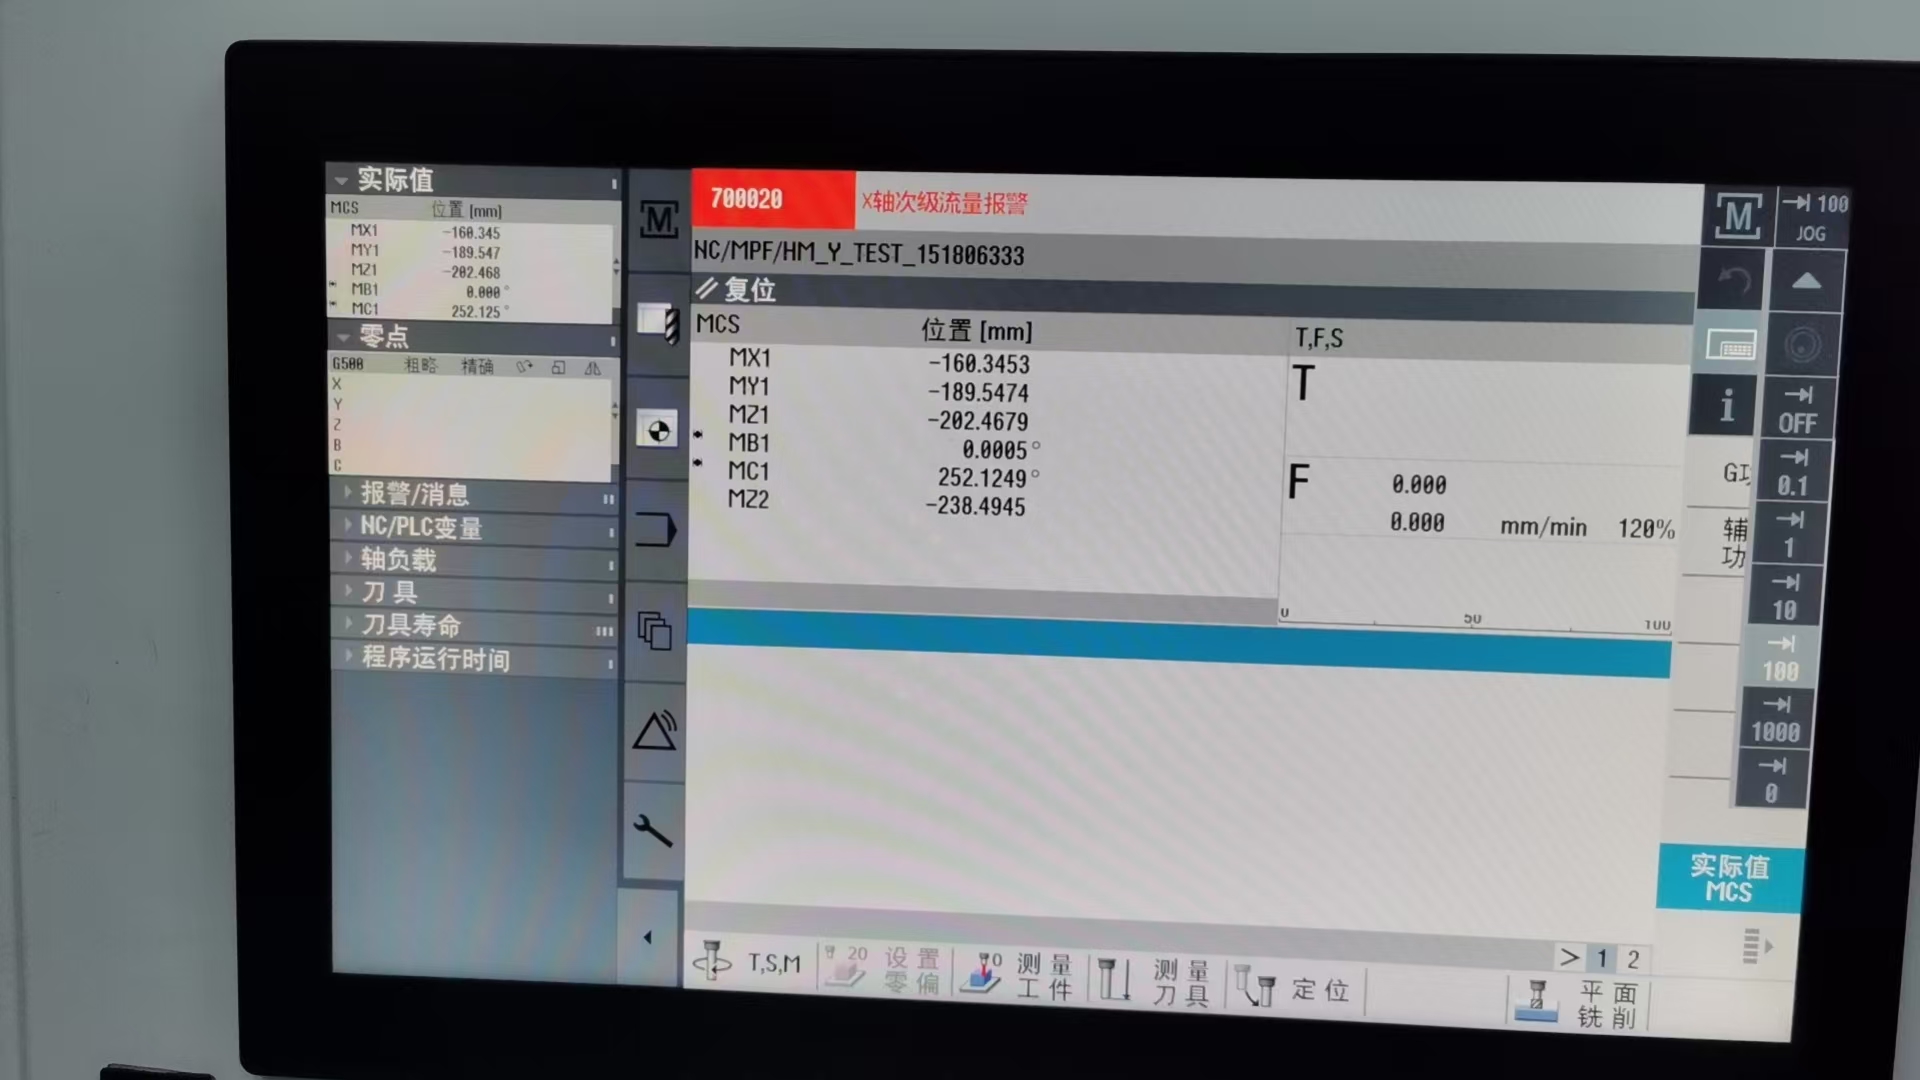 实际值
MCS 位置 [mm]
MX1 -160.345
MY1 -189.547
MZ1 -202.468
MB1 0.000 °
MC1 252.125 °
零点
G500 粗略 精确
X
Y
Z
B
C
报警/消息
NC/PLC变量
轴负载
刀具
刀具寿命
程序运行时间
M
700020 X轴次级流量报警
NC/MPF/HM_Y_TEST_151806333
复位
MCS 位置 [mm]
MX1 -160.3453
MY1 -189.5474
MZ1 -202.4679
MB1 0.0005 °
MC1 252.1249 °
MZ2 -238.4945
T,F,S
T
F 0.000
0.000 mm/min 120%
0 50 100
M
100
JOG
i
OFF
G功
0.1
辅
功
1
10
100
1000
0
实际值
MCS
> 1 2
T,S,M
20 设置
零偏
0 测量
工件
测量
刀具
定位
平面
铣削